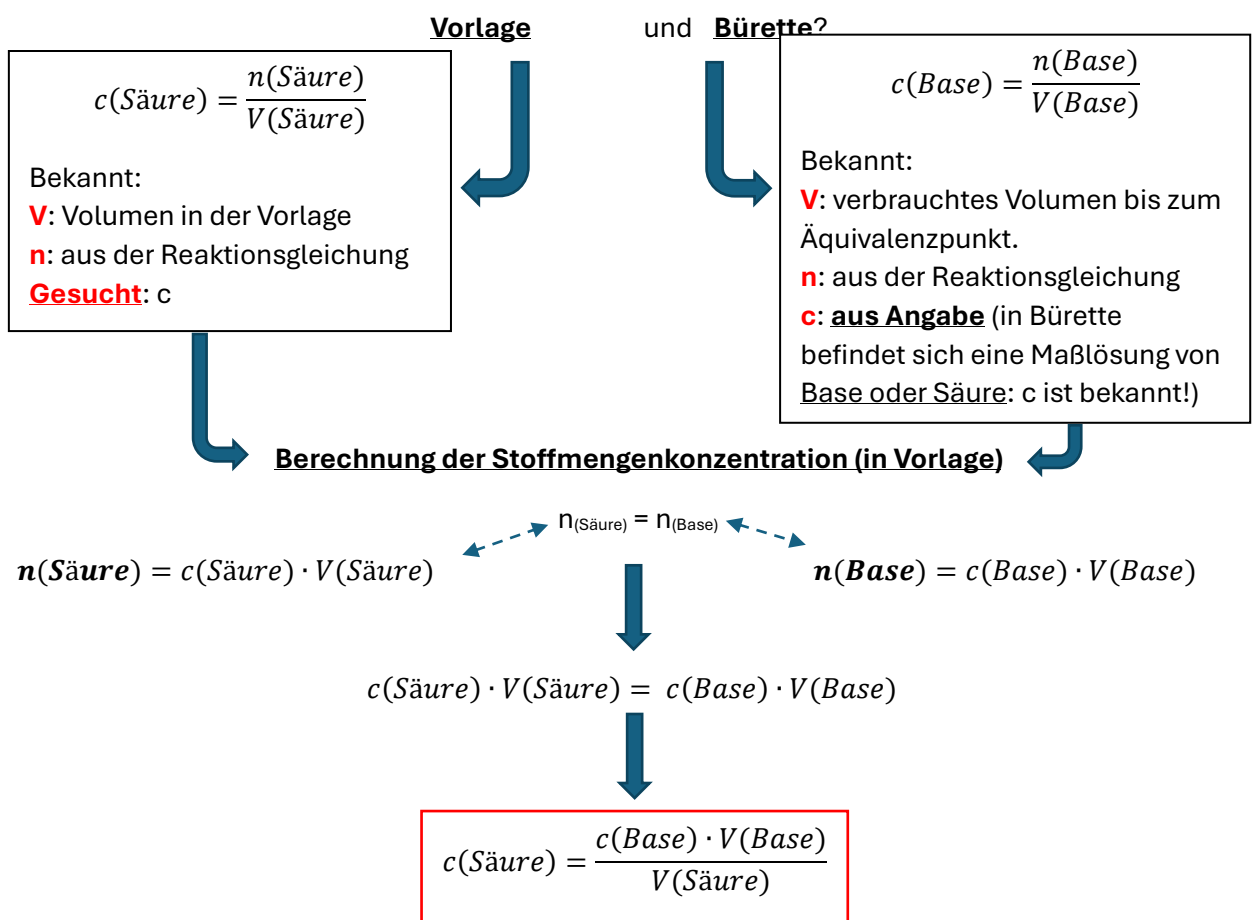 Vorlage und Bürette?
c(Säure) = n(Säure) / V(Säure)
Bekannt:
V: Volumen in der Vorlage
n: aus der Reaktionsgleichung
Gesucht: c
c(Base) = n(Base) / V(Base)
Bekannt:
V: verbrauchtes Volumen bis zum
Äquivalenzpunkt.
n: aus der Reaktionsgleichung
c: aus Angabe (in Bürette
befindet sich eine Maßlösung von
Base oder Säure: c ist bekannt!)
Berechnung der Stoffmengenkonzentration (in Vorlage)
n(Säure) = n(Base)
n(Säure) = c(Säure) · V(Säure)
n(Base) = c(Base) · V(Base)
c(Säure) · V(Säure) = c(Base) · V(Base)
c(Säure) = c(Base) · V(Base) / V(Säure)